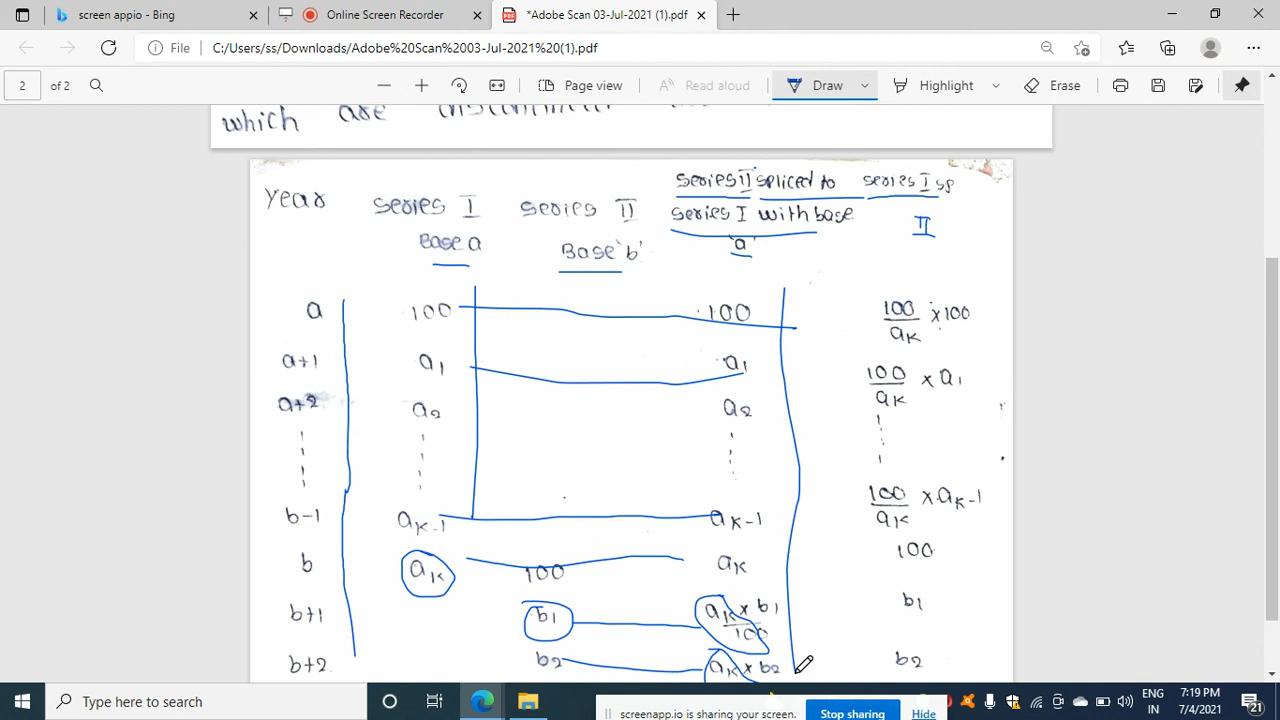 screen appio - Bing
Online Screen Recorder
*Adobe Scan 03-Jul-2021 (1).pdf
File
C:/Users/ss/Downloads/Adobe%20Scan%2003-Jul-2021%20(1).pdf
2 of 2
Page view
Read aloud
Draw
Highlight
Erase
which are
Year
series I
Base a
series II
Base 'b'
series II spliced to
series I with base
'a'
series I sp
II
a 100 100 100/aK × 100
a+1 a1 a1 100/aK × a1
a+2 a2 a2
b-1 aK-1 aK-1 100/aK × aK-1
b aK 100 aK 100
b+1 b1 aK × b1/100 b1
b+2 b2 aK × b2 b2
screenapp.io is sharing your screen.
Stop sharing
Hide
ENG
IN
7:19 PM
7/4/2021
21